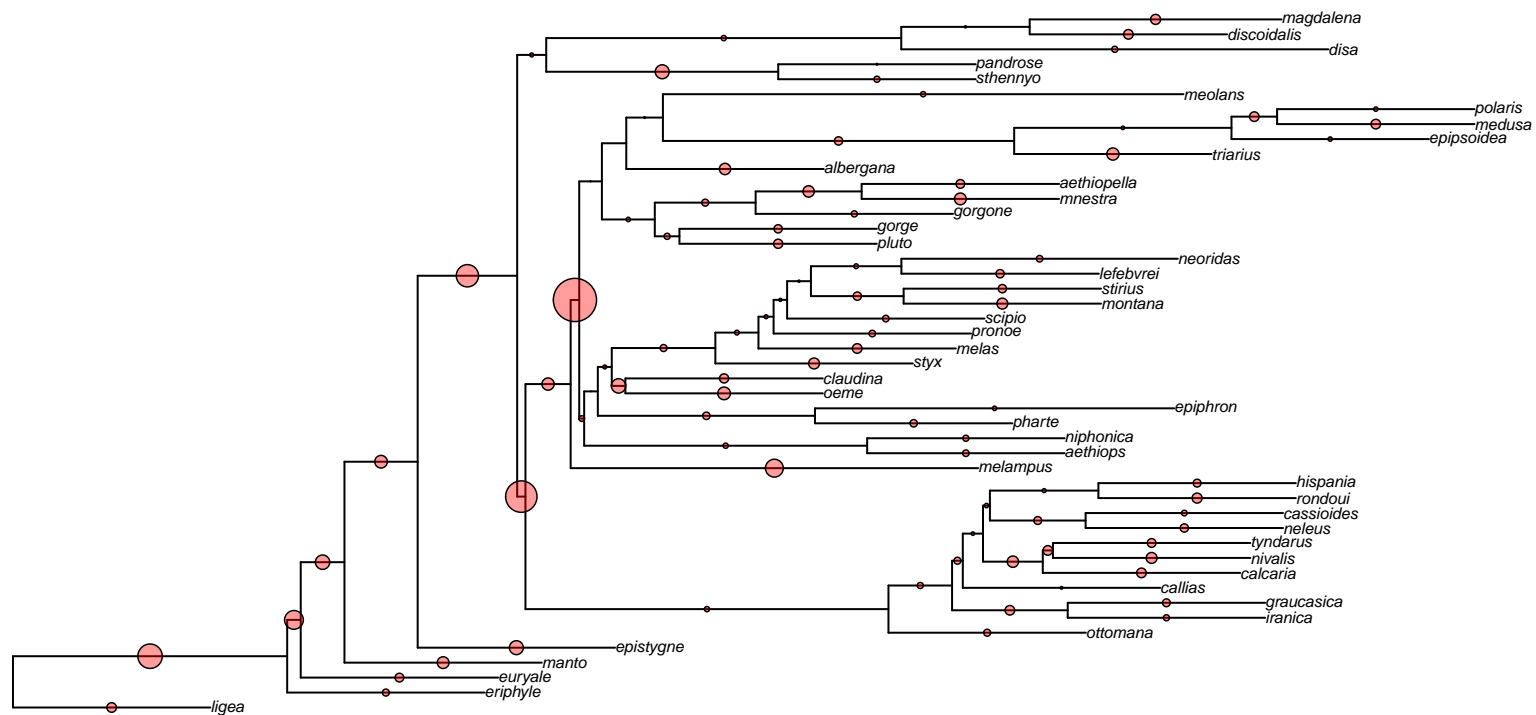 magdalena
discoidalis
disa
pandrose
sthennyo
meolans
polaris
medusa
epipsoidea
triarius
albergana
aethiopella
mnestra
gorgone
gorge
pluto
neoridas
lefebvrei
stirius
montana
scipio
pronoe
melas
styx
claudina
oeme
epiphron
pharte
niphonica
aethiops
melampus
hispania
rondoui
cassioides
neleus
tyndarus
nivalis
calcaria
callias
graucasica
iranica
ottomana
epistygne
manto
euryale
eriphyle
ligea